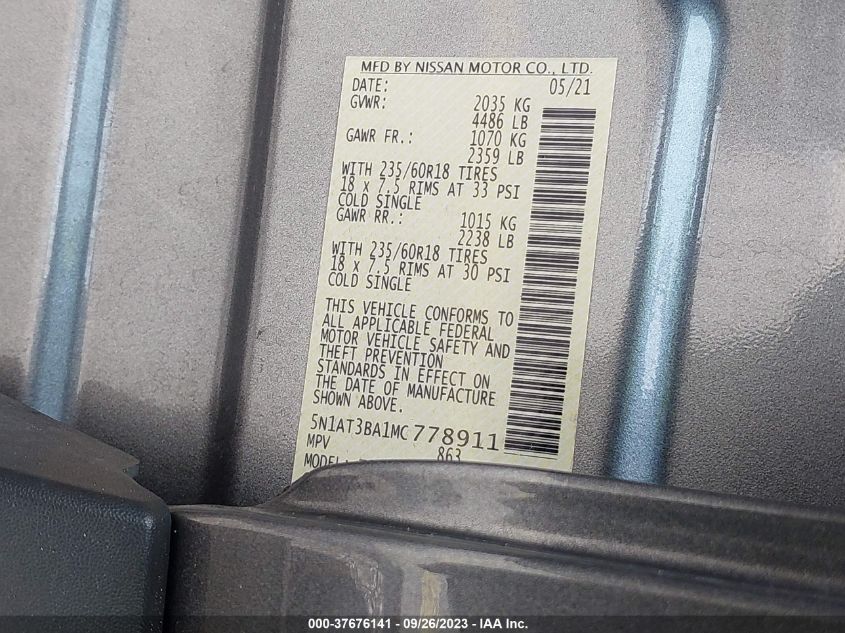 MFD BY NISSAN MOTOR CO., LTD.
DATE: 05/21
GVWR: 2035 KG
4486 LB
GAWR FR.: 1070 KG
2359 LB
WITH 235/60R18 TIRES
18 x 7.5 RIMS AT 33 PSI
COLD SINGLE
GAWR RR.: 1015 KG
2238 LB
WITH 235/60R18 TIRES
18 x 7.5 RIMS AT 30 PSI
COLD SINGLE
THIS VEHICLE CONFORMS TO
ALL APPLICABLE FEDERAL
MOTOR VEHICLE SAFETY AND
THEFT PREVENTION
STANDARDS IN EFFECT ON
THE DATE OF MANUFACTURE
SHOWN ABOVE.
5N1AT3BA1MC778911
MPV 863
MODEL:
000-37676141 - 09/26/2023 - IAA Inc.